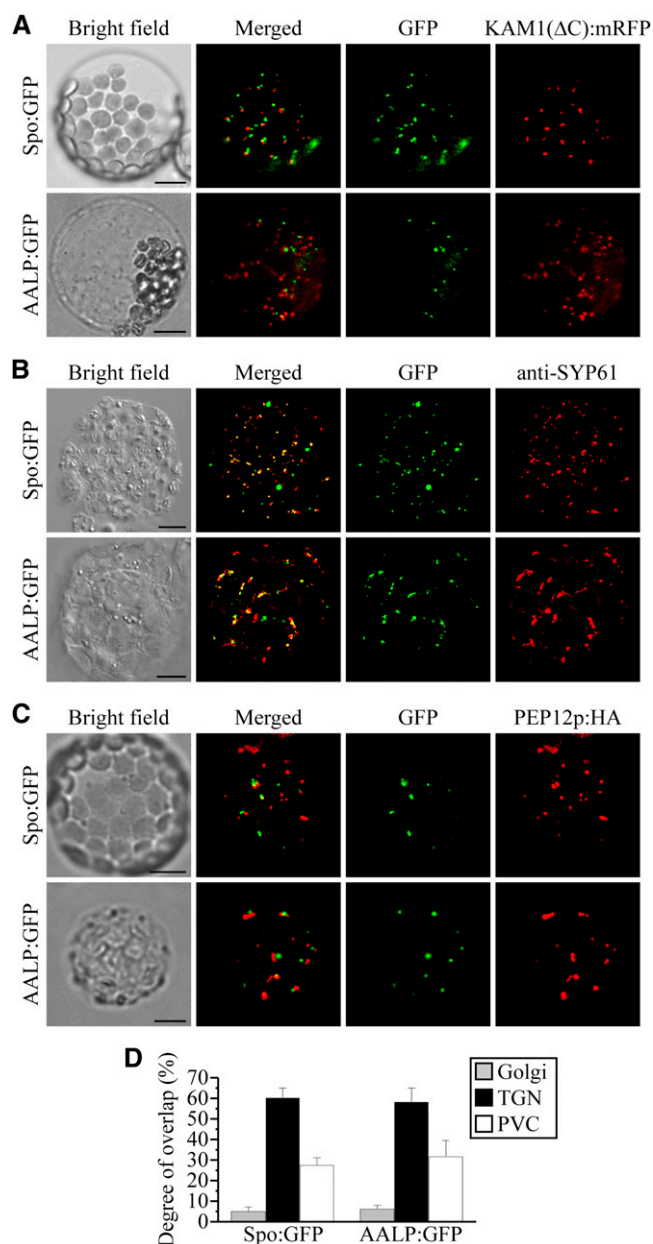 A
Bright field Merged GFP KAM1(ΔC):mRFP
Spo:GFP
AALP:GFP
B
Bright field Merged GFP anti-SYP61
Spo:GFP
AALP:GFP
C
Bright field Merged GFP PEP12p:HA
Spo:GFP
AALP:GFP
D
Degree of overlap (%)
70
60
50
40
30
20
10
0
Spo:GFP AALP:GFP
Golgi
TGN
PVC